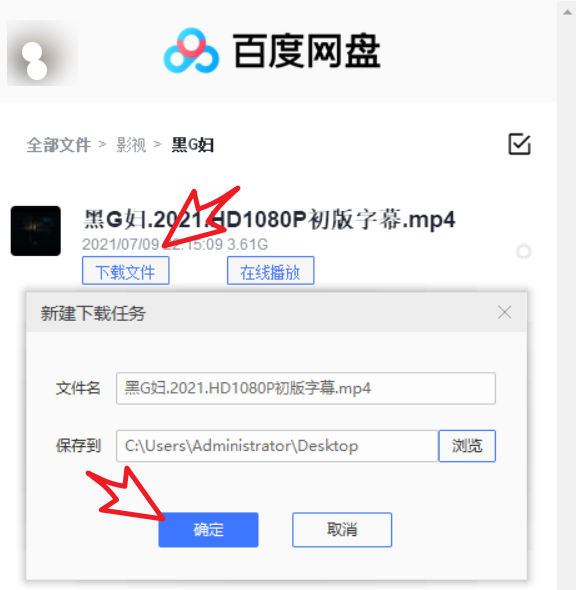 百度网盘
全部文件 > 影视 > 黑G妇
黑G妇.2021.HD1080P初版字幕.mp4
2021/07/09 22:15:09 3.61G
下载文件 在线播放
新建下载任务
文件名 黑G妇.2021.HD1080P初版字幕.mp4
保存到 C:\Users\Administrator\Desktop 浏览
确定 取消